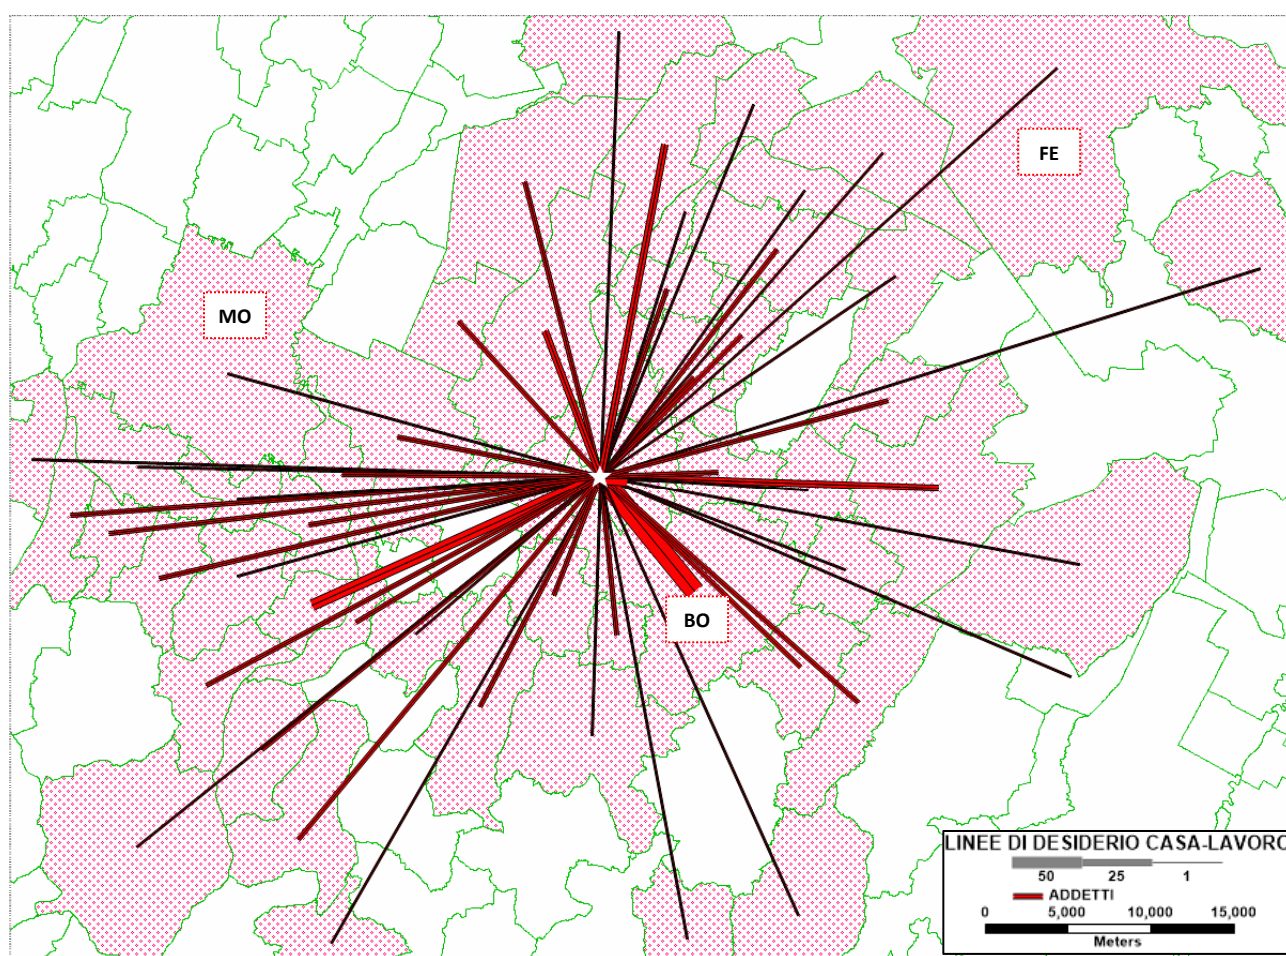 FE
MO
BO
LINEE DI DESIDERIO CASA-LAVORO
50 25 1
ADDETTI
0 5,000 10,000 15,000
Meters